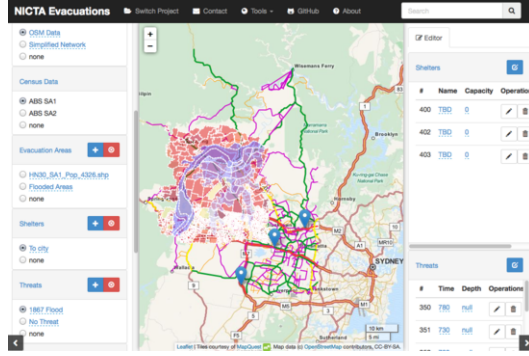 NICTA Evacuations
Switch Project
Contact
Tools
GitHub
About
Search
OSM Data
Simplified Network
none
Census Data
ABS SA1
ABS SA2
none
Evacuation Areas
HN30_SA1_Pop_4326.shp
Flooded Areas
none
Shelters
To city
none
Threats
1867 Flood
No Threat
none
+
−
Wisemans Ferry
Brooklyn
Hornsby
SYDNEY
10 km
5 mi
Leaflet | Tiles courtesy of MapQuest Map data (c) OpenStreetMap contributors, CC-BY-SA.
Editor
Shelters
# Name Capacity Operation
400 TBD 0
402 TBD 0
403 TBD 0
Threats
# Time Depth Operations
350 780 null
351 730 null